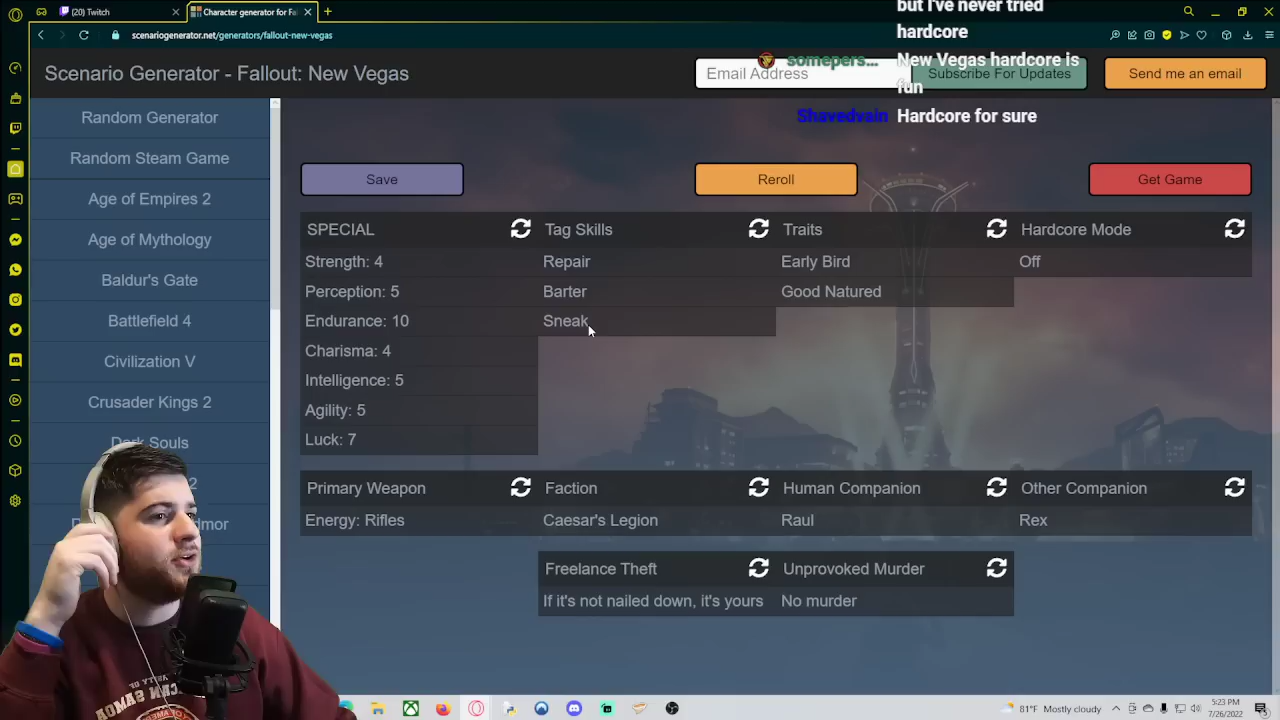 (20) Twitch
Character generator for Fal
scenariogenerator.net/generators/fallout-new-vegas
but I've never tried
hardcore
somepers...
New Vegas hardcore is
fun
Shavedvain
Hardcore for sure
Scenario Generator - Fallout: New Vegas
Email Address
Subscribe For Updates
Send me an email
Random Generator
Random Steam Game
Age of Empires 2
Age of Mythology
Baldur's Gate
Battlefield 4
Civilization V
Crusader Kings 2
Dark Souls
Save
Reroll
Get Game
SPECIAL
Strength: 4
Perception: 5
Endurance: 10
Charisma: 4
Intelligence: 5
Agility: 5
Luck: 7
Tag Skills
Repair
Barter
Sneak
Traits
Early Bird
Good Natured
Hardcore Mode
Off
Primary Weapon
Energy: Rifles
Faction
Caesar's Legion
Human Companion
Raul
Other Companion
Rex
Freelance Theft
If it's not nailed down, it's yours
Unprovoked Murder
No murder
81°F Mostly cloudy
5:23 PM
7/26/2022